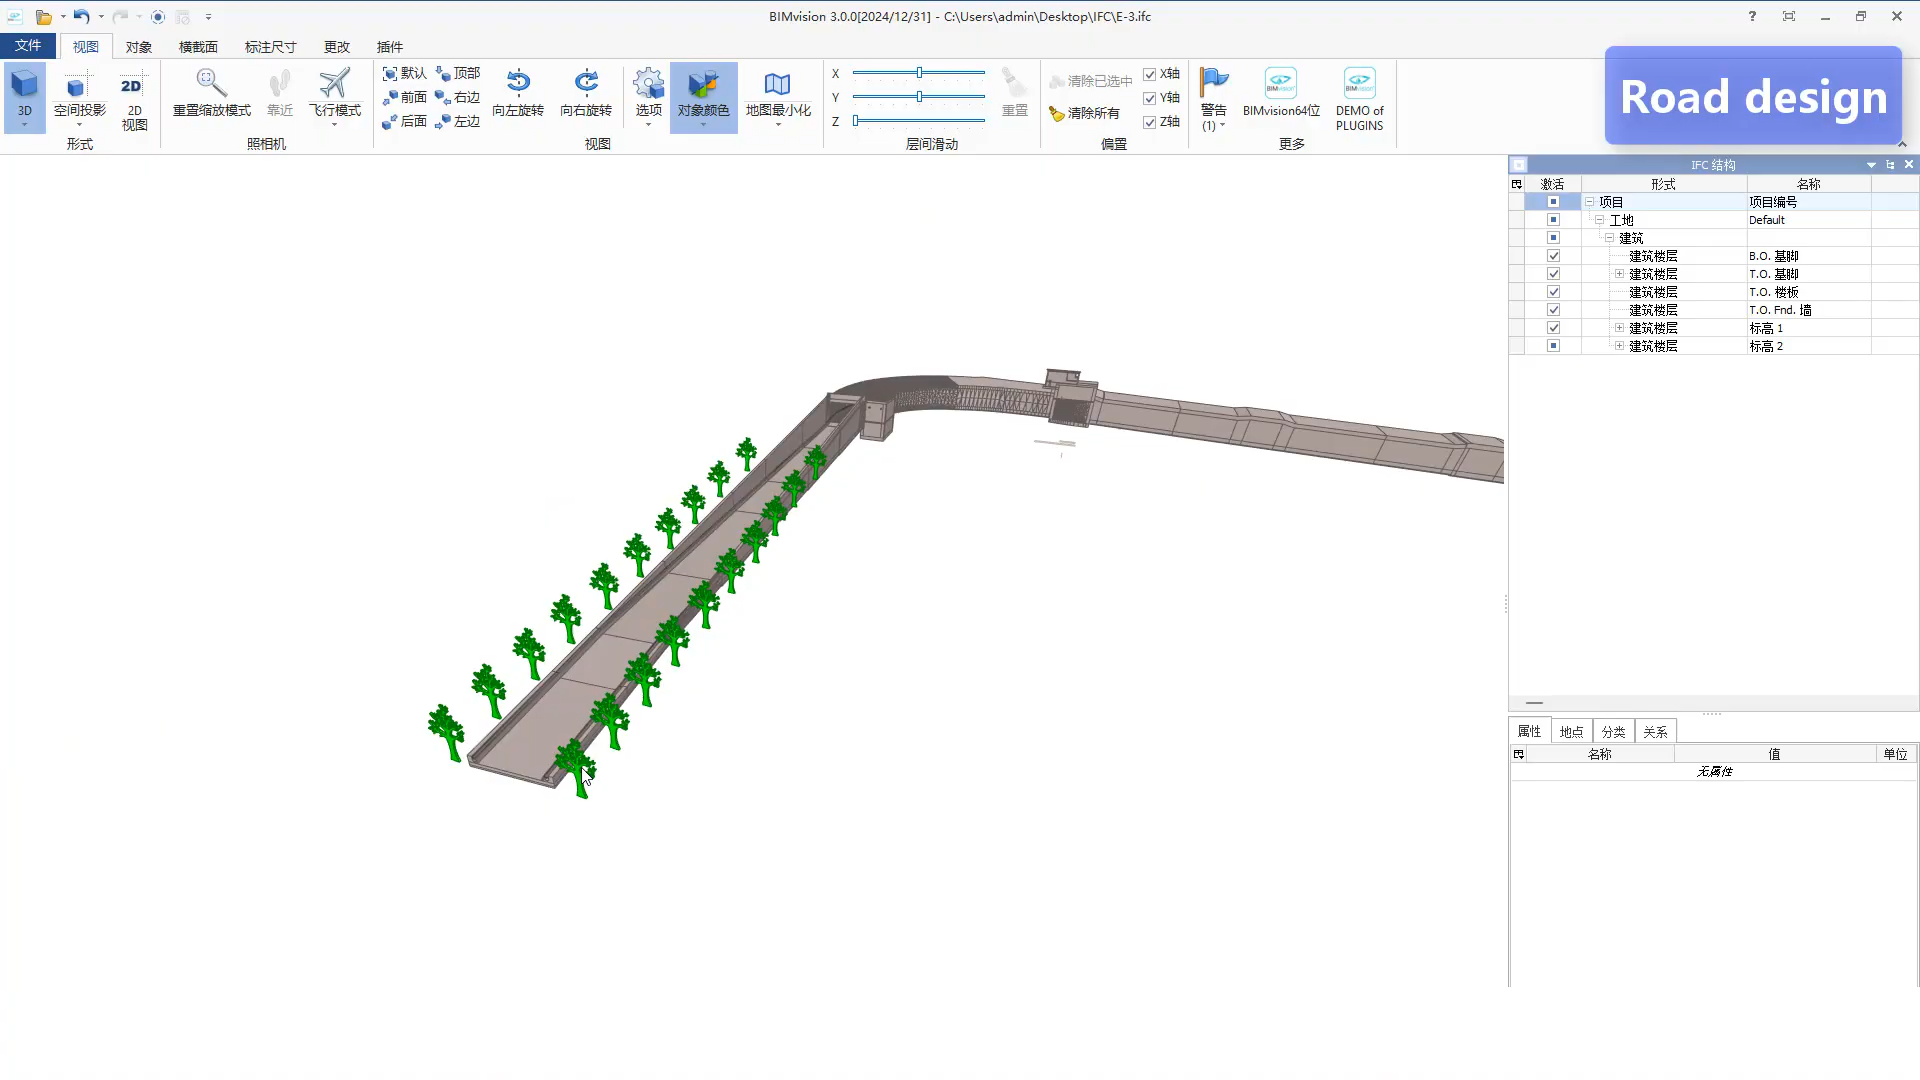 BIMvision 3.0.0[2024/12/31] - C:\Users\admin\Desktop\IFC\E-3.ifc
文件 视图 对象 横截面 标注尺寸 更改 插件
Road design
3D
空间投影
2D
2D
视图
形式
重置缩放模式
靠近
飞行模式
照相机
默认 顶部
前面 右边
后面 左边
向左旋转
向右旋转
选项
对象颜色
地图最小化
视图
X
Y
Z
重置
层间滑动
清除已选中
清除所有
X轴
Y轴
Z轴
偏置
警告
(1)
BIMvision64位
DEMO of
PLUGINS
更多
IFC 结构
激活 形式 名称
项目 项目编号
工地 Default
建筑
建筑楼层 B.O. 基脚
建筑楼层 T.O. 基脚
建筑楼层 T.O. 楼板
建筑楼层 T.O. Fnd. 墙
建筑楼层 标高 1
建筑楼层 标高 2
属性 地点 分类 关系
名称 值 单位
无属性